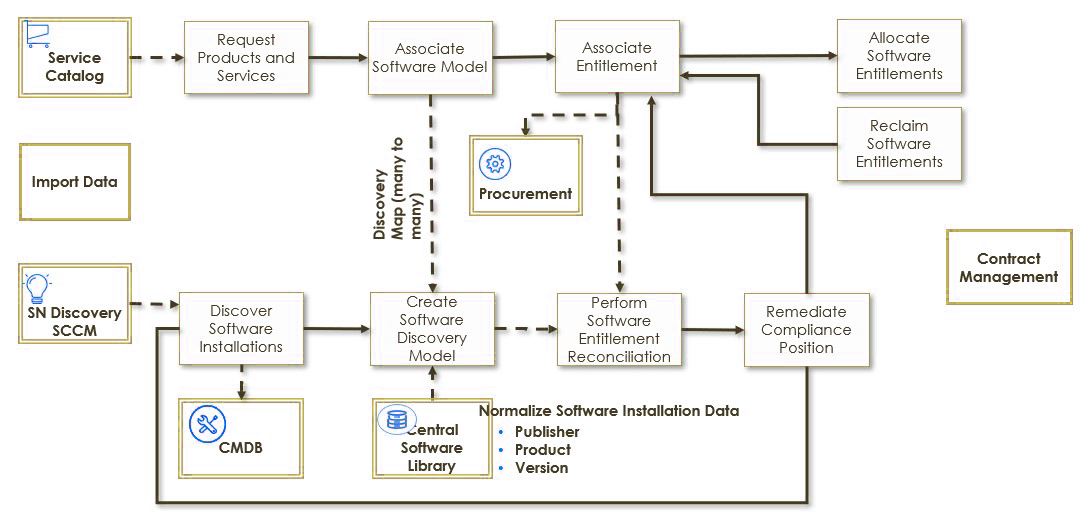 Service
Catalog
Request
Products and
Services
Associate
Software Model
Associate
Entitlement
Allocate
Software
Entitlements
Reclaim
Software
Entitlements
Import Data
Discovery
Map (many to
many)
Procurement
Contract
Management
SN Discovery
SCCM
Discover
Software
Installations
Create
Software
Discovery
Model
Perform
Software
Entitlement
Reconciliation
Remediate
Compliance
Position
CMDB
Central
Software
Library
Normalize Software Installation Data
• Publisher
• Product
• Version